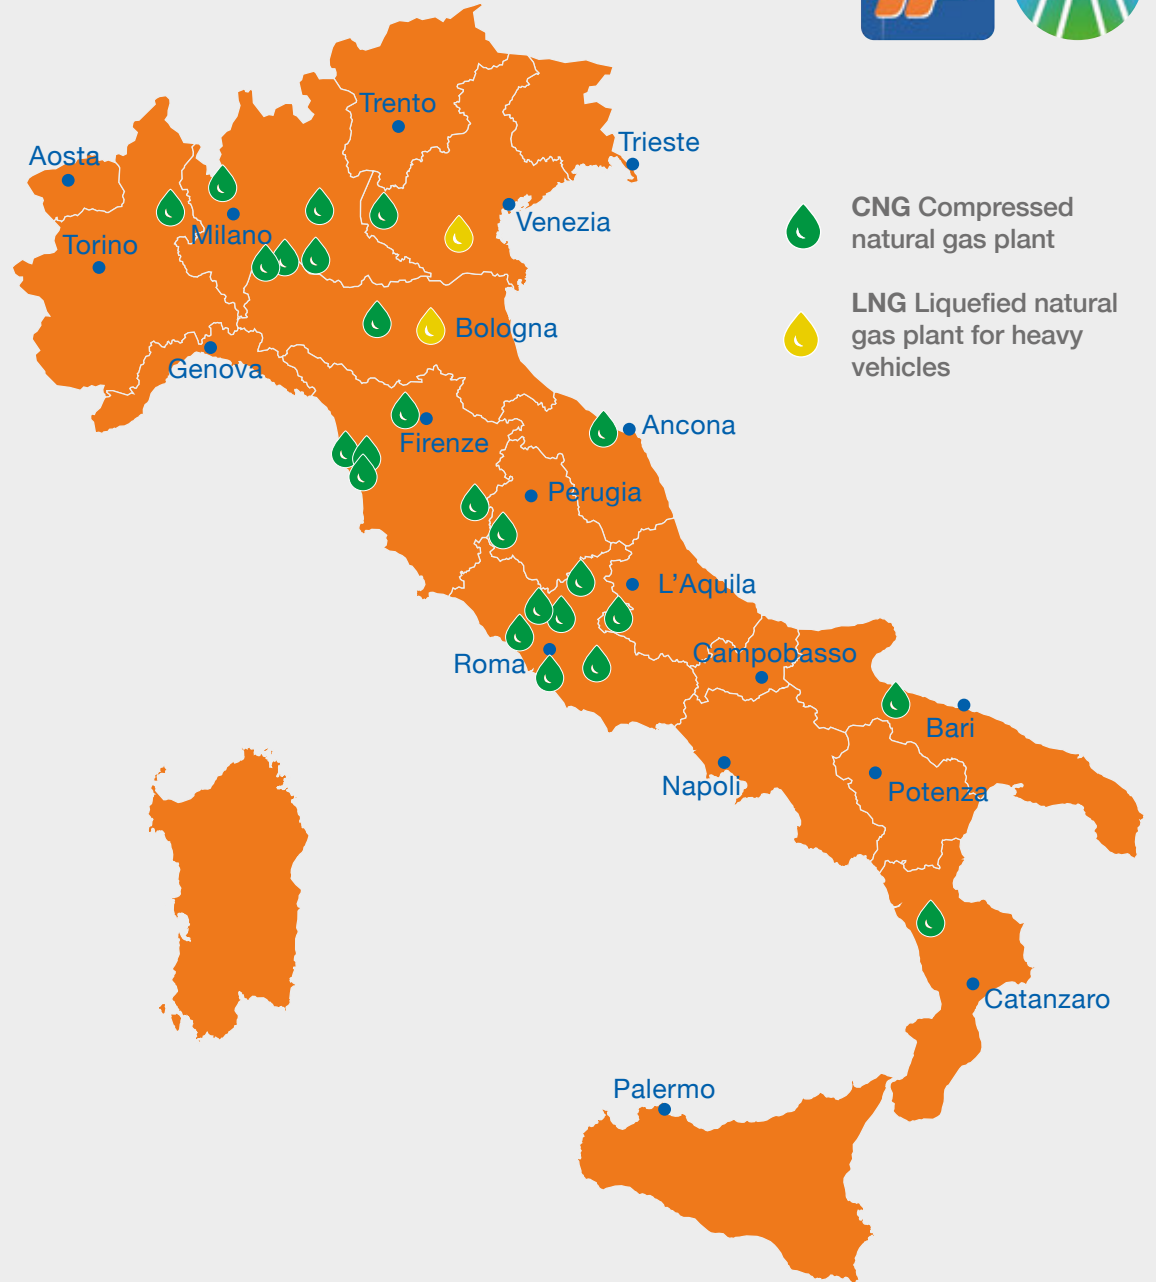 Trento
Trieste
Aosta
Venezia
Milano
Torino
CNG Compressed
natural gas plant
LNG Liquefied natural
gas plant for heavy
vehicles
Bologna
Genova
Ancona
Firenze
Perugia
L’Aquila
Campobasso
Roma
Bari
Napoli
Potenza
Catanzaro
Palermo